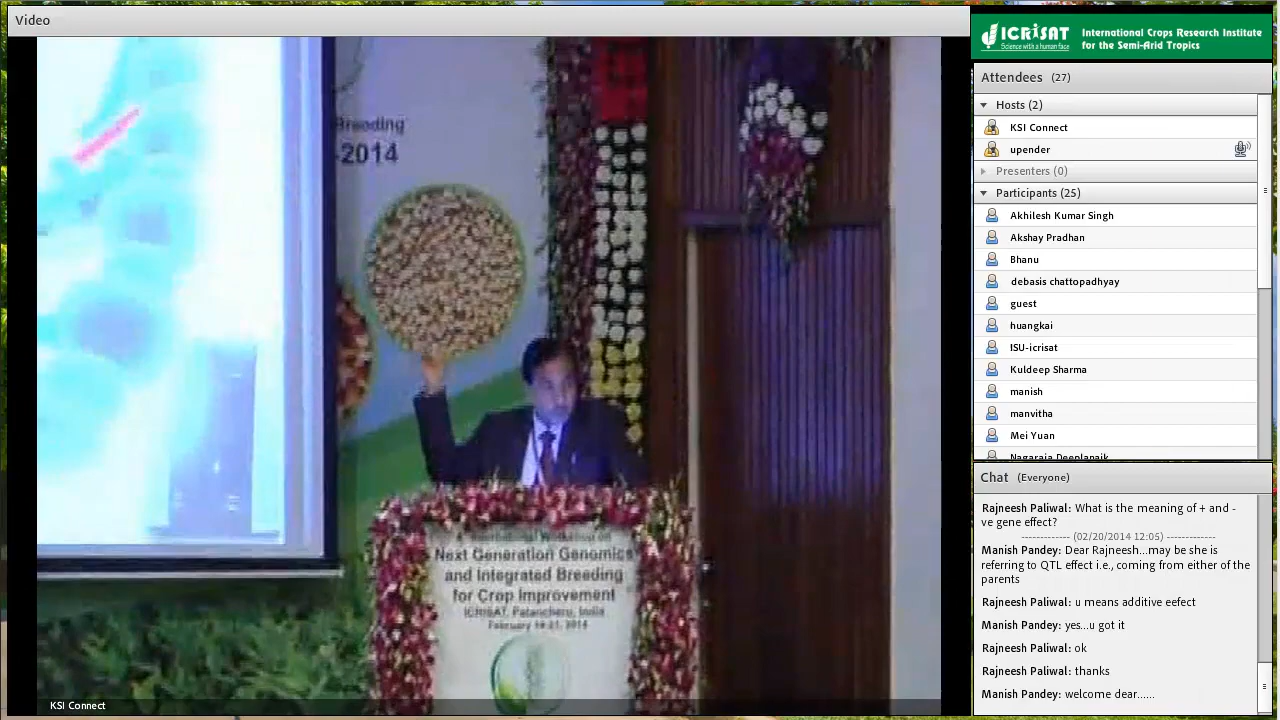 Video
Breeding
-2014
Next Generation Genomics
and Integrated Breeding
for Crop Improvement
ICRISAT, Patancheru, India
2014
KSI Connect
ICRISAT
Science with a human face
International Crops Research Institute
for the Semi-Arid Tropics
Attendees (27)
Hosts (2)
KSI Connect
upender
Presenters (0)
Participants (25)
Akhilesh Kumar Singh
Akshay Pradhan
Bhanu
debasis chattopadhyay
guest
huangkai
ISU-icrisat
Kuldeep Sharma
manish
manvitha
Mei Yuan
Chat (Everyone)
Rajneesh Paliwal: What is the meaning of + and -
ve gene effect?
------------ (02/20/2014 12:05) ------------
Manish Pandey: Dear Rajneesh...may be she is
referring to QTL effect i.e., coming from either of the
parents
Rajneesh Paliwal: u means additive eefect
Manish Pandey: yes...u got it
Rajneesh Paliwal: ok
Rajneesh Paliwal: thanks
Manish Pandey: welcome dear......